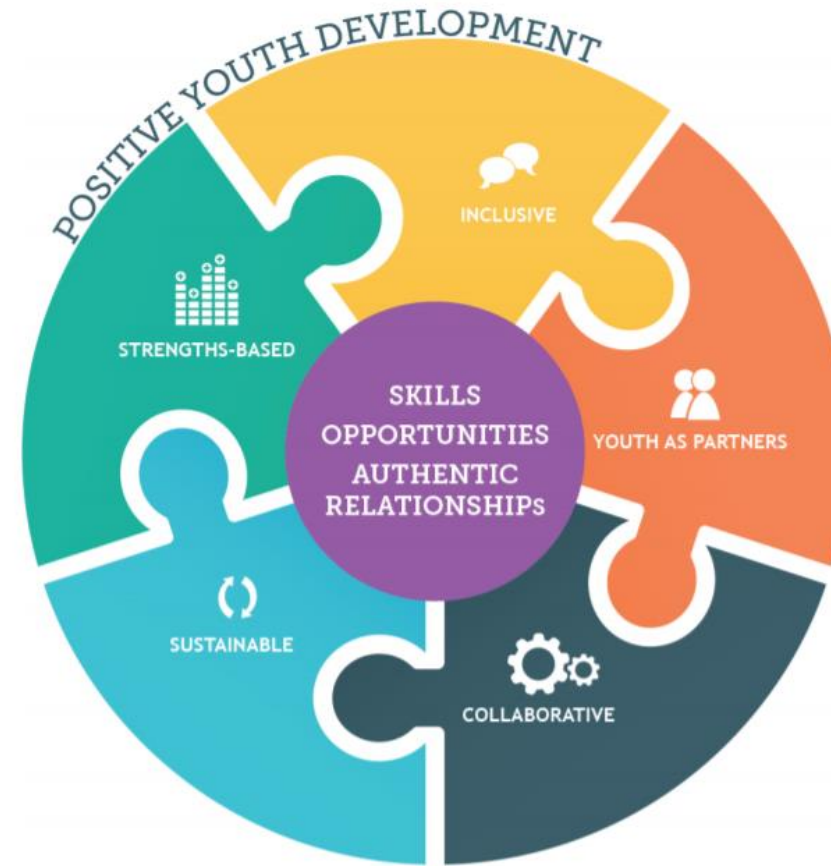 POSITIVE YOUTH DEVELOPMENT
INCLUSIVE
STRENGTHS-BASED
SKILLS
OPPORTUNITIES
AUTHENTIC
RELATIONSHIPs
YOUTH AS PARTNERS
SUSTAINABLE
COLLABORATIVE